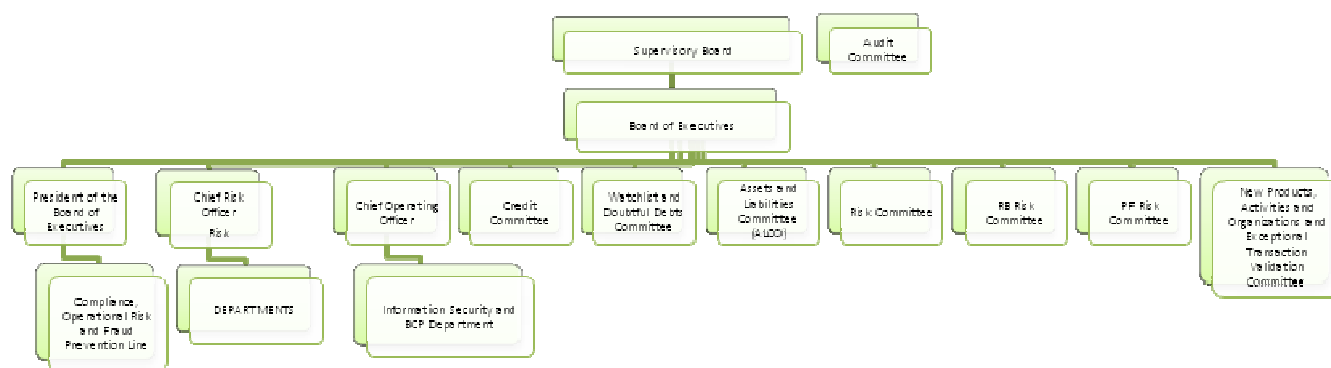 Supervisory Board
Audit
Committee
Board of Executives
President of the
Board of
Executives
Chief Risk
Officer
Risk
Chief Operating
Officer
Credit
Committee
Watchlist and
Doubtful Debts
Committee
Assets and
Liabilities
Committee
(ALCO)
Risk Committee
RB Risk
Committee
PF Risk
Committee
New Products,
Activities and
Organizations and
Exceptional
Transaction
Validation
Committee
Compliance,
Operational Risk
and Fraud
Prevention Line
DEPARTMENTS
Information Security and
BCP Department